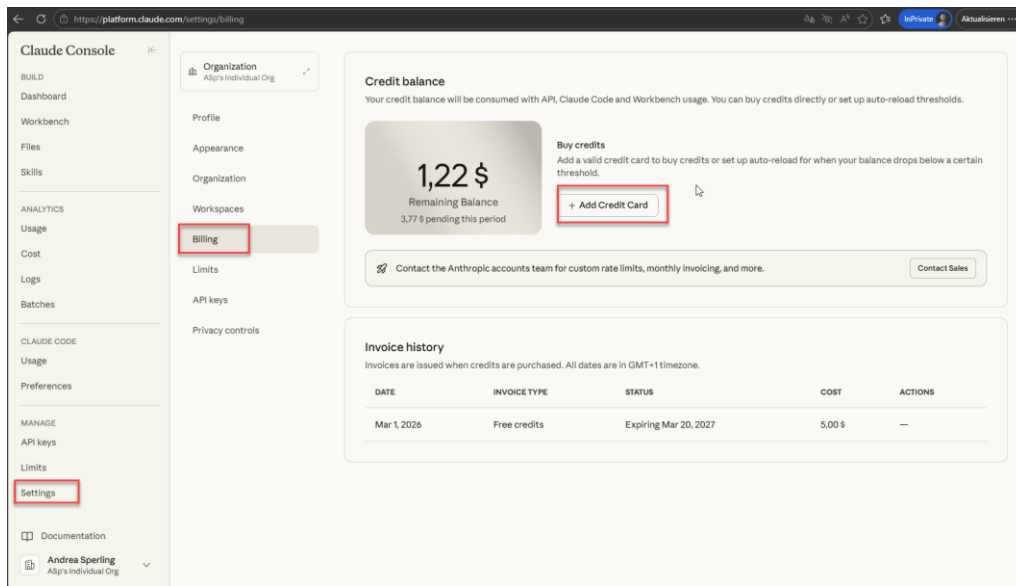 https://platform.claude.com/settings/billing
InPrivate
Aktualisieren
Claude Console
BUILD
Dashboard
Workbench
Files
Skills
ANALYTICS
Usage
Cost
Logs
Batches
CLAUDE CODE
Usage
Preferences
MANAGE
API keys
Limits
Settings
Documentation
Andrea Sperling
ASp's Individual Org
Organization
ASp's Individual Org
Profile
Appearance
Organization
Workspaces
Billing
Limits
API keys
Privacy controls
Credit balance
Your credit balance will be consumed with API, Claude Code and Workbench usage. You can buy credits directly or set up auto-reload thresholds.
1,22 $
Remaining Balance
3,77 $ pending this period
Buy credits
Add a valid credit card to buy credits or set up auto-reload for when your balance drops below a certain
threshold.
+ Add Credit Card
Contact the Anthropic accounts team for custom rate limits, monthly invoicing, and more.
Contact Sales
Invoice history
Invoices are issued when credits are purchased. All dates are in GMT+1 timezone.
DATE INVOICE TYPE STATUS COST ACTIONS
Mar 1, 2026 Free credits Expiring Mar 20, 2027 5,00 $ —